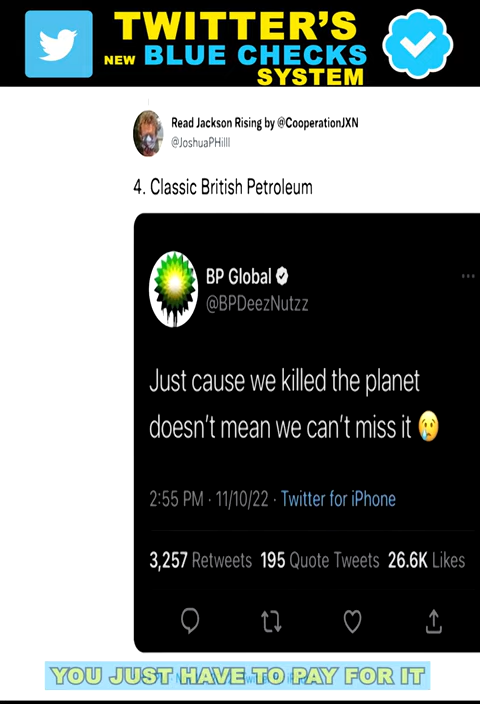 TWITTER'S
NEW BLUE CHECKS
SYSTEM
Read Jackson Rising by @CooperationJXN
@JoshuaPHilll
4. Classic British Petroleum
BP Global
@BPDeezNutzz
Just cause we killed the planet
doesn't mean we can't miss it 😢
2:55 PM · 11/10/22 · Twitter for iPhone
3,257 Retweets 195 Quote Tweets 26.6K Likes
YOU JUST HAVE TO PAY FOR IT